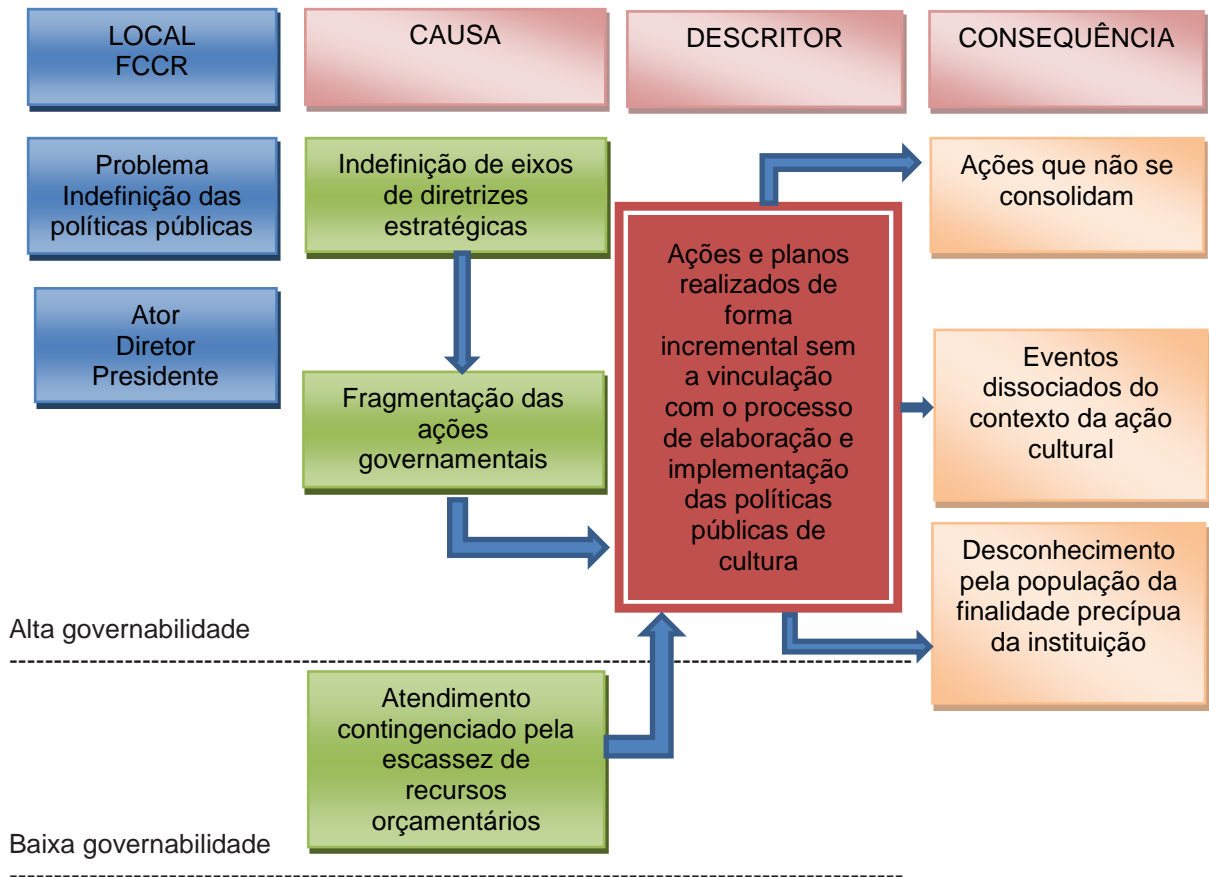 LOCAL
FCCR
CAUSA
DESCRITOR
CONSEQUÊNCIA
Problema
Indefinição das
políticas públicas
Ator
Diretor
Presidente
Indefinição de eixos
de diretrizes
estratégicas
Fragmentação das
ações
governamentais
Ações e planos
realizados de
forma
incremental sem
a vinculação
com o processo
de elaboração e
implementação
das políticas
públicas de
cultura
Ações que não se
consolidam
Eventos
dissociados do
contexto da ação
cultural
Desconhecimento
pela população da
finalidade precípua
da instituição
Alta governabilidade
Atendimento
contingenciado pela
escassez de
recursos
orçamentários
Baixa governabilidade